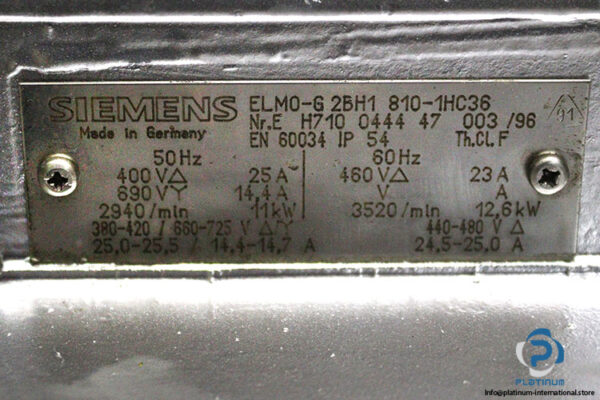 SIEMENS
Made in Germany
ELMO-G 2BH1 810-1HC36
Nr.E H710 0444 47 003 /96
EN 60034 IP 54 Th.Cl.F
91
50Hz 60Hz
400 V△ 25 A 460 V△ 23 A
690 VY 14,4 A V A
2940/min 11kW 3520/min 12,6kW
380-420 / 660-725 V △/Y 440-480 V △
25,0-25,5 / 14,4-14,7 A 24,5-25,0 A
PLATINUM
Info@platinum-international.store